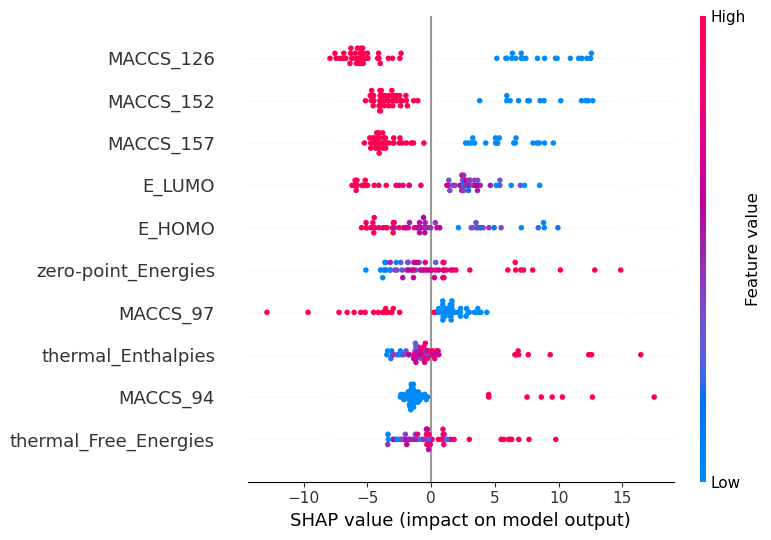 High
MACCS_126
MACCS_152
MACCS_157
E_LUMO
E_HOMO
zero-point_Energies
MACCS_97
thermal_Enthalpies
MACCS_94
thermal_Free_Energies
Feature value
Low
−10 −5 0 5 10 15
SHAP value (impact on model output)